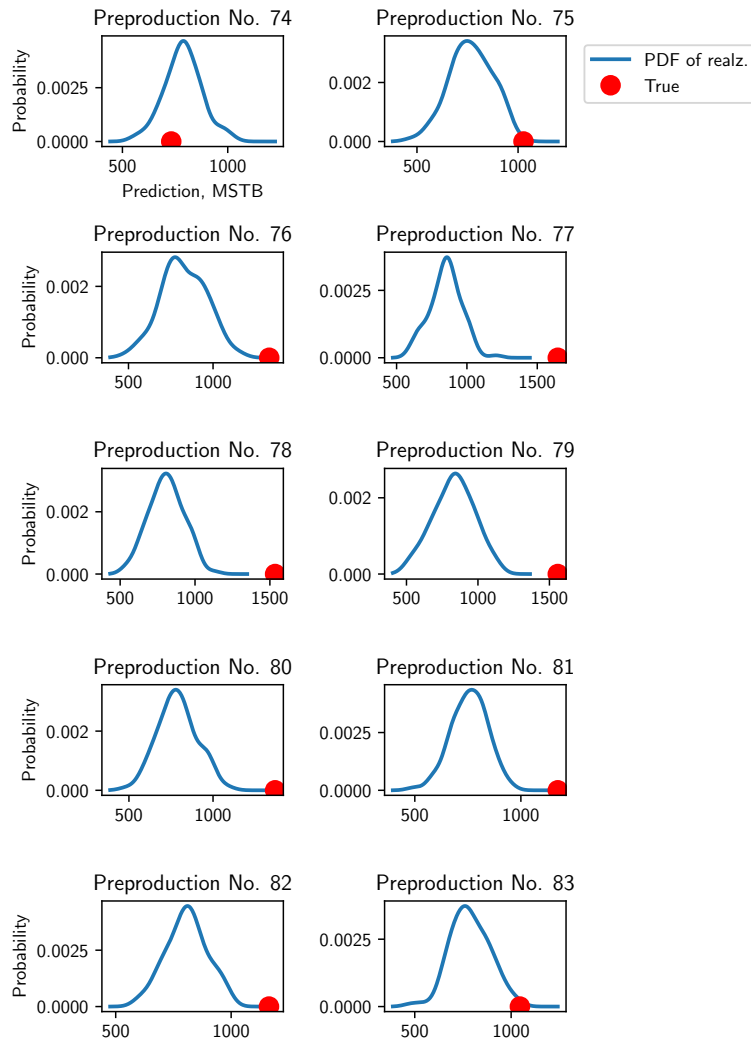 Preproduction No. 74
Probability
0.0025
0.0000
500 1000
Prediction, MSTB
Preproduction No. 75
0.002
0.000
500 1000
PDF of realz.
True
Preproduction No. 76
Probability
0.002
0.000
500 1000
Preproduction No. 77
0.0025
0.0000
500 1000 1500
Preproduction No. 78
Probability
0.002
0.000
500 1000 1500
Preproduction No. 79
0.002
0.000
500 1000 1500
Preproduction No. 80
Probability
0.002
0.000
500 1000
Preproduction No. 81
0.0025
0.0000
500 1000
Preproduction No. 82
Probability
0.0025
0.0000
500 1000
Preproduction No. 83
0.0025
0.0000
500 1000